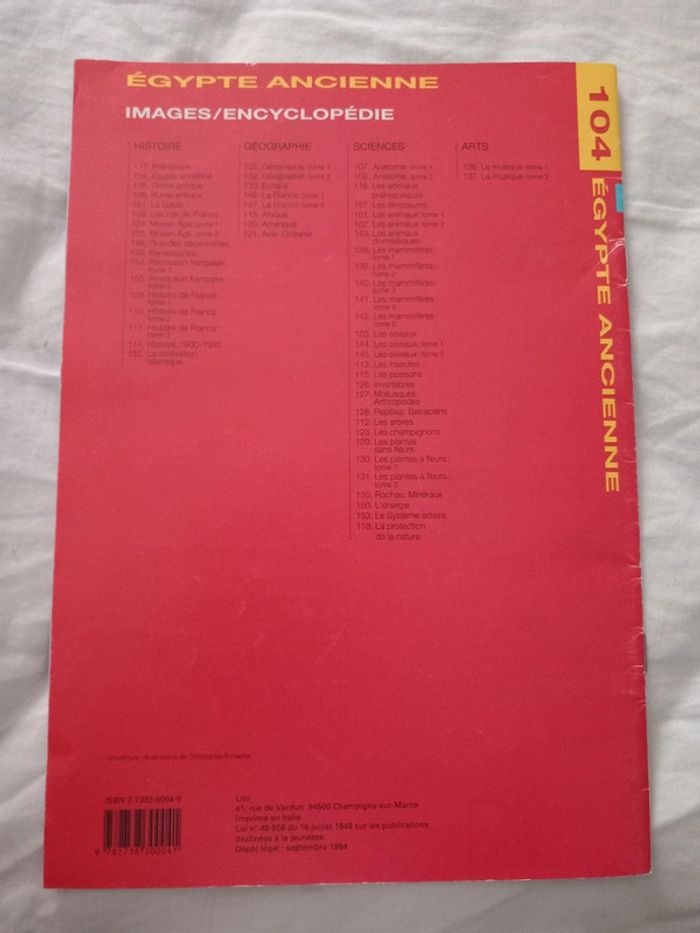 ÉGYPTE ANCIENNE
IMAGES/ENCYCLOPÉDIE
HISTOIRE
117. Préhistoire
104. Égypte ancienne
105. Grèce antique
106. Rome antique
151. La Gaule
156. Les rois de France
124. Moyen Âge: tome 1
125. Moyen Âge: tome 2
148. Grandes découvertes
149. Renaissance
154. Révolution française:
tome 1
155. Révolution française:
tome 2
109. Histoire de France:
tome 1
110. Histoire de France:
tome 2
111. Histoire de France:
tome 3
114. Histoire, 1900-1945,
152. La civilisation
GÉOGRAPHIE
122. Géographie: tome 1
132. Géographie: tome 2
133. Europe
146. La France: tome 1
147. La France: tome 2
119. Afrique
120. Amérique
121. Asie, Océanie
SCIENCES
107. Anatomie: tome 1
108. Anatomie: tome 2
116. Les animaux
préhistoriques
157. Les dinosaures
101. Les animaux: tome 1
102. Les animaux: tome 2
143. Les animaux
domestiques
138. Les mammifères:
tome 1
139. Les mammifères:
tome 2
140. Les mammifères:
tome 3
141. Les mammifères:
tome 4
142. Les mammifères:
tome 5
103. Les oiseaux
144. Les oiseaux: tome 1
145. Les oiseaux: tome 2
113. Les insectes
115. Les poissons
126. Invertébrés
127. Mollusques,
Arthropodes
128. Reptiles, Batraciens
112. Les arbres
123. Les champignons
129. Les plantes
sans fleurs
130. Les plantes à fleurs:
tome 1
131. Les plantes à fleurs:
tome 2
135. Roches, Minéraux
150. L'énergie
153. Le Système solaire
118. La protection
de la nature
ARTS
136. La musique: tome 1
137. La musique: tome 2
104 ÉGYPTE ANCIENNE
couverture / illustrations de Christophe
ISBN 2-7383-0004-9
9 782738 300041
Lito
41, rue de Verdun 94500 Champigny-sur-Marne
Imprimé en Italie
Loi n° 49-956 du 16 juillet 1949 sur les publications
destinées à la jeunesse.
Dépôt légal - septembre 1994